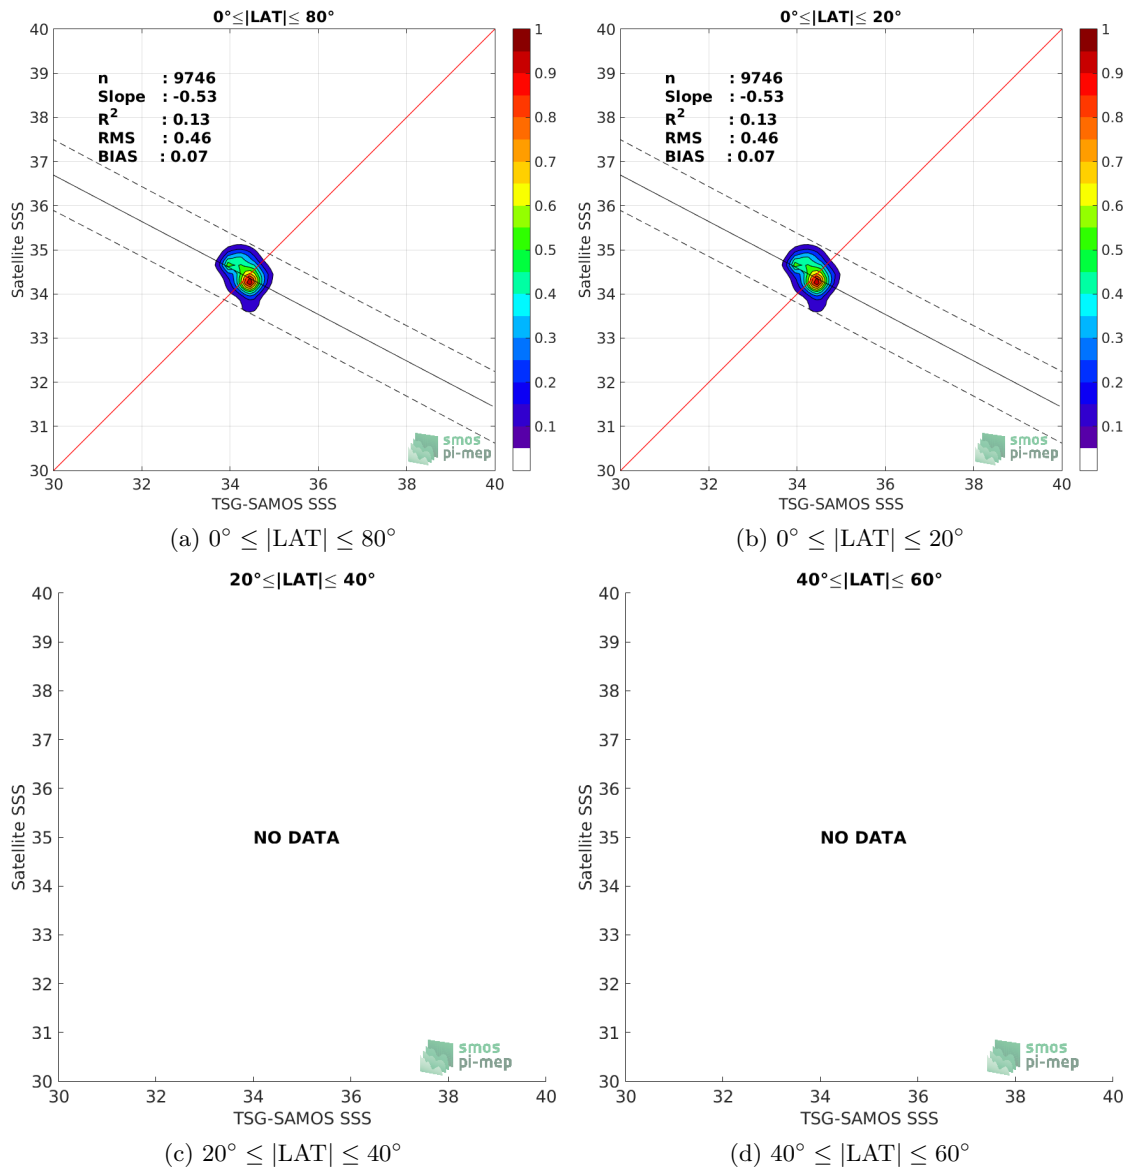 0°≤|LAT|≤ 80°
40
39
38
37
36
35
34
33
32
31
30
Satellite SSS
n : 9746
Slope : -0.53
R² : 0.13
RMS : 0.46
BIAS : 0.07
smos
pi-mep
30 32 34 36 38 40
TSG-SAMOS SSS
1
0.9
0.8
0.7
0.6
0.5
0.4
0.3
0.2
0.1
(a) 0° ≤ |LAT| ≤ 80°
0°≤|LAT|≤ 20°
40
39
38
37
36
35
34
33
32
31
30
Satellite SSS
n : 9746
Slope : -0.53
R² : 0.13
RMS : 0.46
BIAS : 0.07
smos
pi-mep
30 32 34 36 38 40
TSG-SAMOS SSS
1
0.9
0.8
0.7
0.6
0.5
0.4
0.3
0.2
0.1
(b) 0° ≤ |LAT| ≤ 20°
20°≤|LAT|≤ 40°
40
39
38
37
36
35
34
33
32
31
30
Satellite SSS
NO DATA
smos
pi-mep
30 32 34 36 38 40
TSG-SAMOS SSS
(c) 20° ≤ |LAT| ≤ 40°
40°≤|LAT|≤ 60°
40
39
38
37
36
35
34
33
32
31
30
Satellite SSS
NO DATA
smos
pi-mep
30 32 34 36 38 40
TSG-SAMOS SSS
(d) 40° ≤ |LAT| ≤ 60°